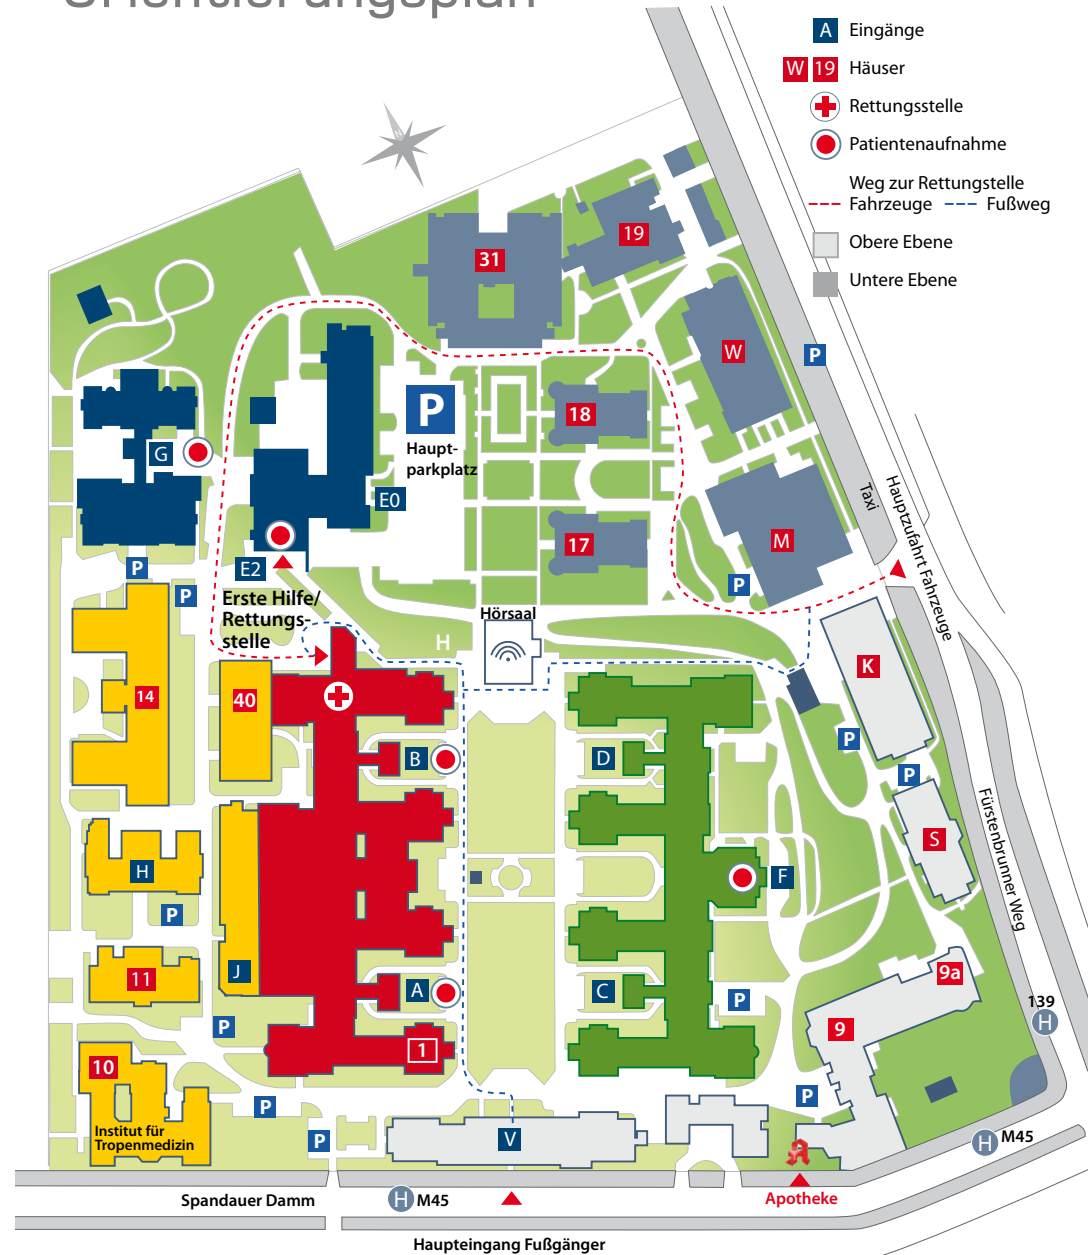 Orientierungsplan
A Eingänge
W 19 Häuser
Rettungsstelle
Patientenaufnahme
Weg zur Rettungstelle
Fahrzeuge Fußweg
Obere Ebene
Untere Ebene
19
31
W
P
18
P
Haupt-
parkplatz
G
E0
Taxi
Hauptzufahrt Fahrzeuge
17
M
P
E2
P
P
Erste Hilfe/
Rettungs-
stelle
Hörsaal
H
K
14
40
P
B
D
P
S
Fürstenbrunner Weg
H
F
P
11
J
A
C
P
9a
9
139
H
P
1
10
P
P
P
Institut für
Tropenmedizin
V
A
H M45
Spandauer Damm
H M45
Apotheke
Haupteingang Fußgänger